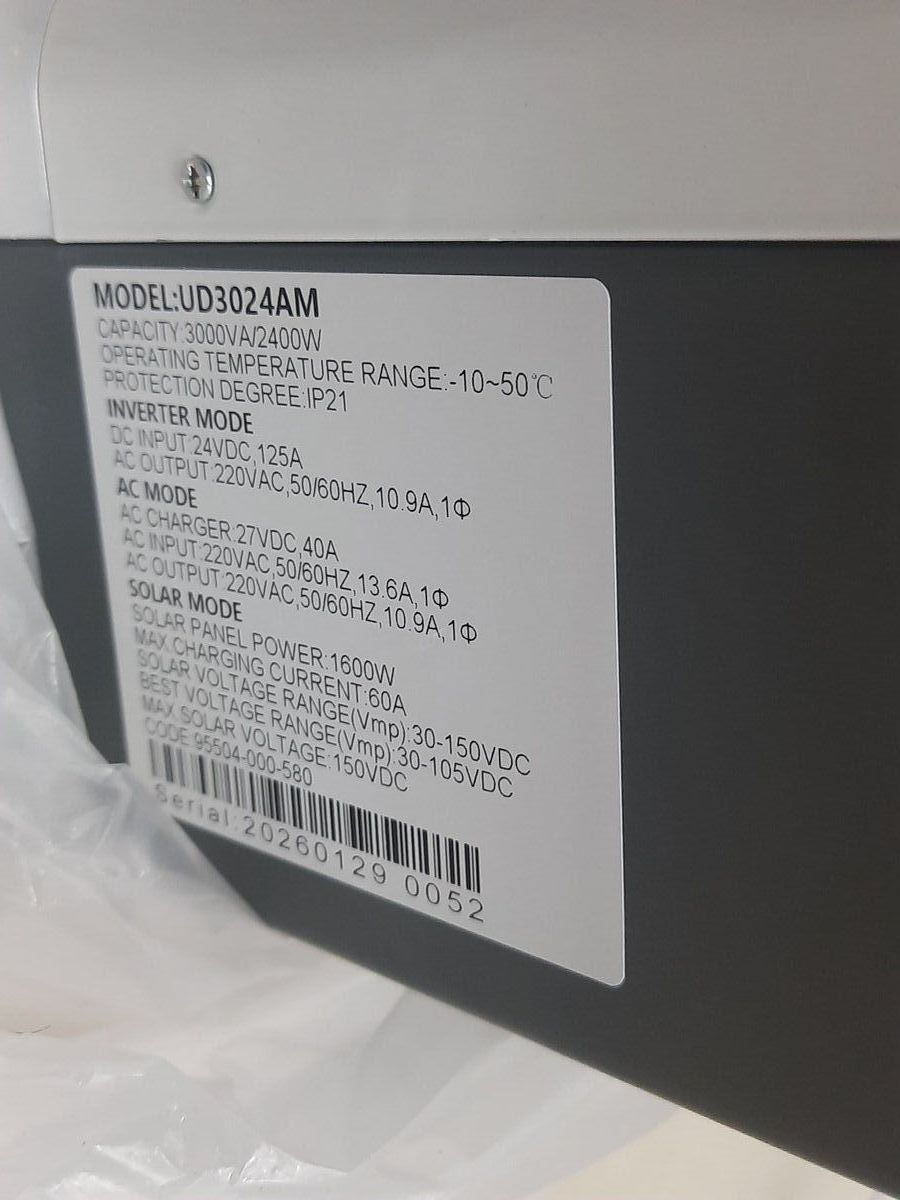 MODEL:UD3024AM
CAPACITY:3000VA/2400W
OPERATING TEMPERATURE RANGE:-10~50℃
PROTECTION DEGREE:IP21
INVERTER MODE
DC INPUT:24VDC,125A
AC OUTPUT:220VAC,50/60HZ,10.9A,1Φ
AC MODE
AC CHARGER:27VDC,40A
AC INPUT:220VAC,50/60HZ,13.6A,1Φ
AC OUTPUT:220VAC,50/60HZ,10.9A,1Φ
SOLAR MODE
SOLAR PANEL POWER:1600W
MAX CHARGING CURRENT:60A
SOLAR VOLTAGE RANGE(Vmp):30-150VDC
BEST VOLTAGE RANGE(Vmp):30-105VDC
MAX SOLAR VOLTAGE:150VDC
CODE:95504-000-580
Serial:20260129 0052